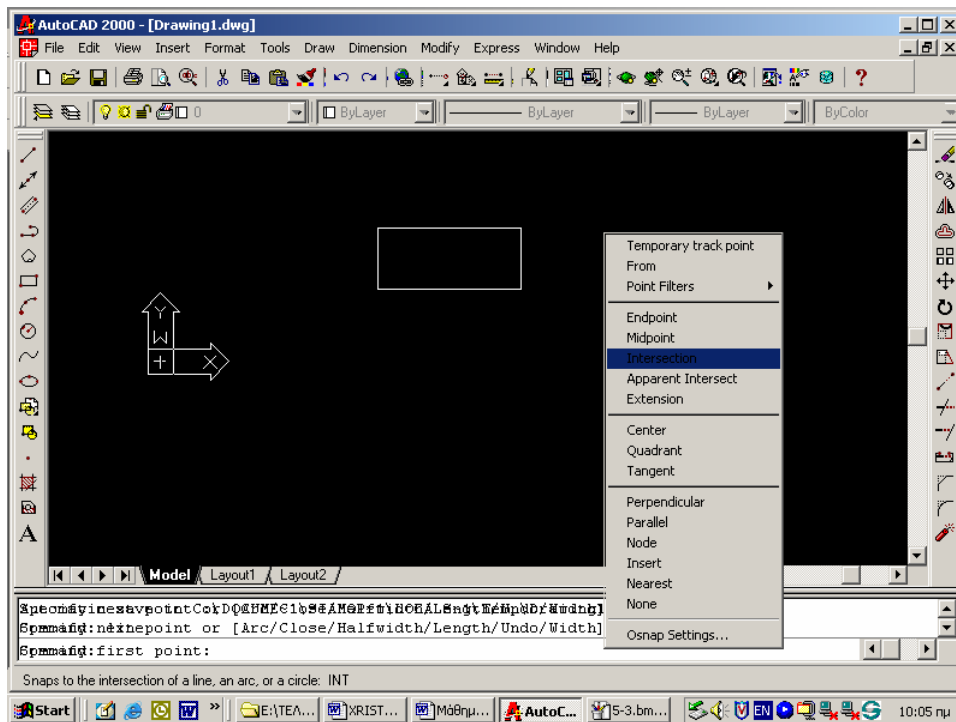 AutoCAD 2000 - [Drawing1.dwg]
File Edit View Insert Format Tools Draw Dimension Modify Express Window Help
0 ByLayer ByLayer ByLayer ByColor
Y
W
X
Temporary track point
From
Point Filters
Endpoint
Midpoint
Intersection
Apparent Intersect
Extension
Center
Quadrant
Tangent
Perpendicular
Parallel
Node
Insert
Nearest
None
Osnap Settings...
A
Model Layout1 Layout2
point or [Arc/Close/Halfwidth/Length/Undo/Width]
first point:
Snaps to the intersection of a line, an arc, or a circle: INT
Start E:\ΤΕΛ... XRIST... Μάθημ... AutoC... 5-3.bm... EN 10:05 πμ